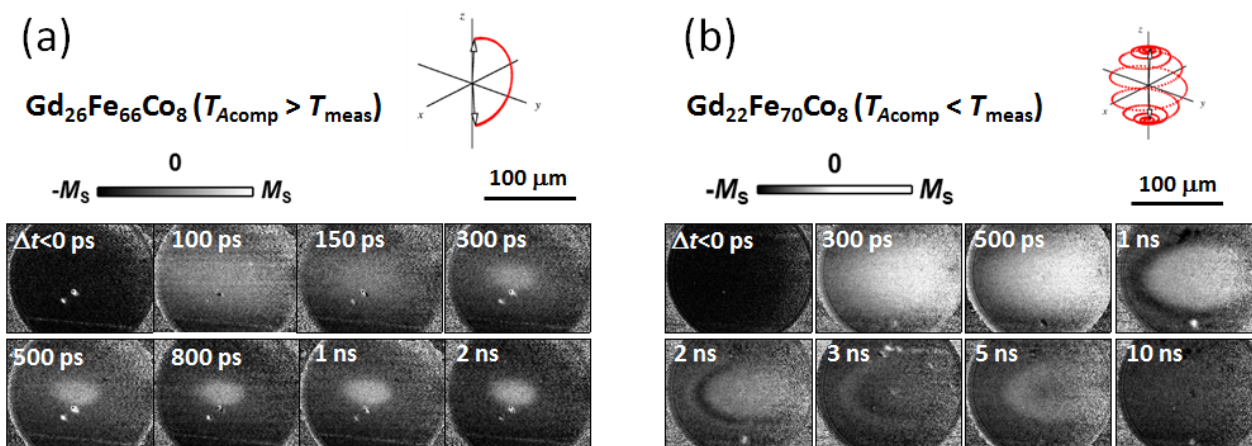 (a)
z
y
x
Gd26Fe66Co8 (TAcomp > Tmeas)
0
-MS MS
100 μm
Δt<0 ps 100 ps 150 ps 300 ps
500 ps 800 ps 1 ns 2 ns
(b)
z
y
x
Gd22Fe70Co8 (TAcomp < Tmeas)
0
-MS MS
100 μm
Δt<0 ps 300 ps 500 ps 1 ns
2 ns 3 ns 5 ns 10 ns